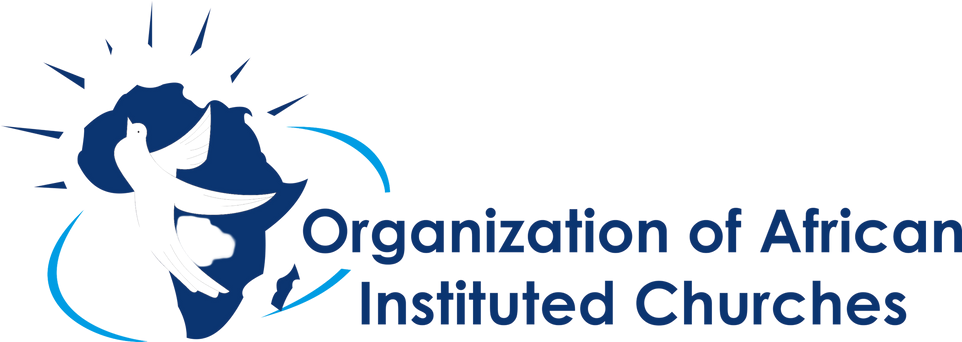 Organization of African
Instituted Churches